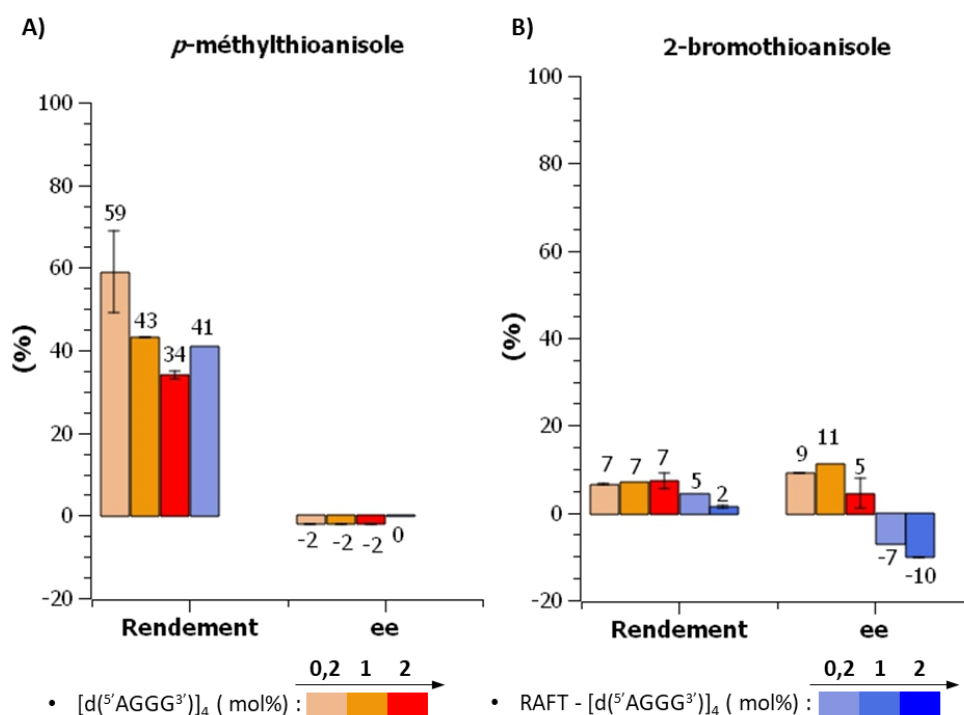 A)
p-méthylthioanisole
100
80
60
40
20
0
-20
(%)
59
43
34
41
-2
-2
-2
0
Rendement
ee
B)
2-bromothioanisole
100
80
60
40
20
0
-20
(%)
7
7
7
5
2
9
11
5
-7
-10
Rendement
ee
0,2 1 2
• [d(5'AGGG3')]4 ( mol%) :
0,2 1 2
• RAFT - [d(5'AGGG3')]4 (mol%) :